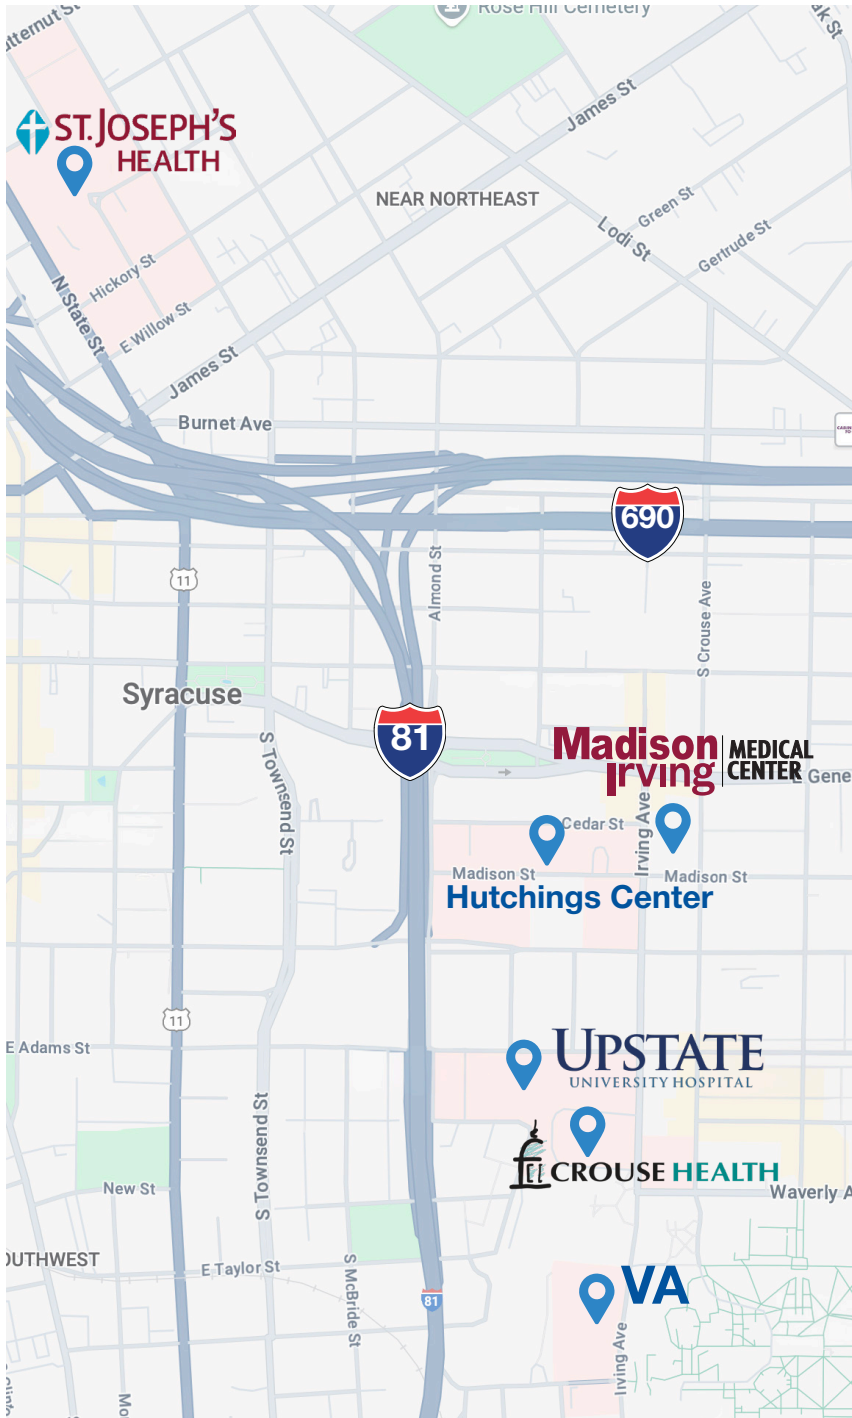 Rose Hill Cemetery
ST. JOSEPH'S
HEALTH
James St
NEAR NORTHEAST
Green St
Lodi St
Gertrude St
Hickory St
N State St
E Willow St
James St
Burnet Ave
690
11
Almond St
S Crouse Ave
Syracuse
81
S Townsend St
Madison
Irving
MEDICAL
CENTER
Cedar St
Irving Ave
Madison St
Madison St
Hutchings Center
11
E Adams St
UPSTATE
UNIVERSITY HOSPITAL
S Townsend St
CROUSE HEALTH
New St
Waverly A
OUTHWEST
E Taylor St
S McBride St
VA
81
Irving Ave